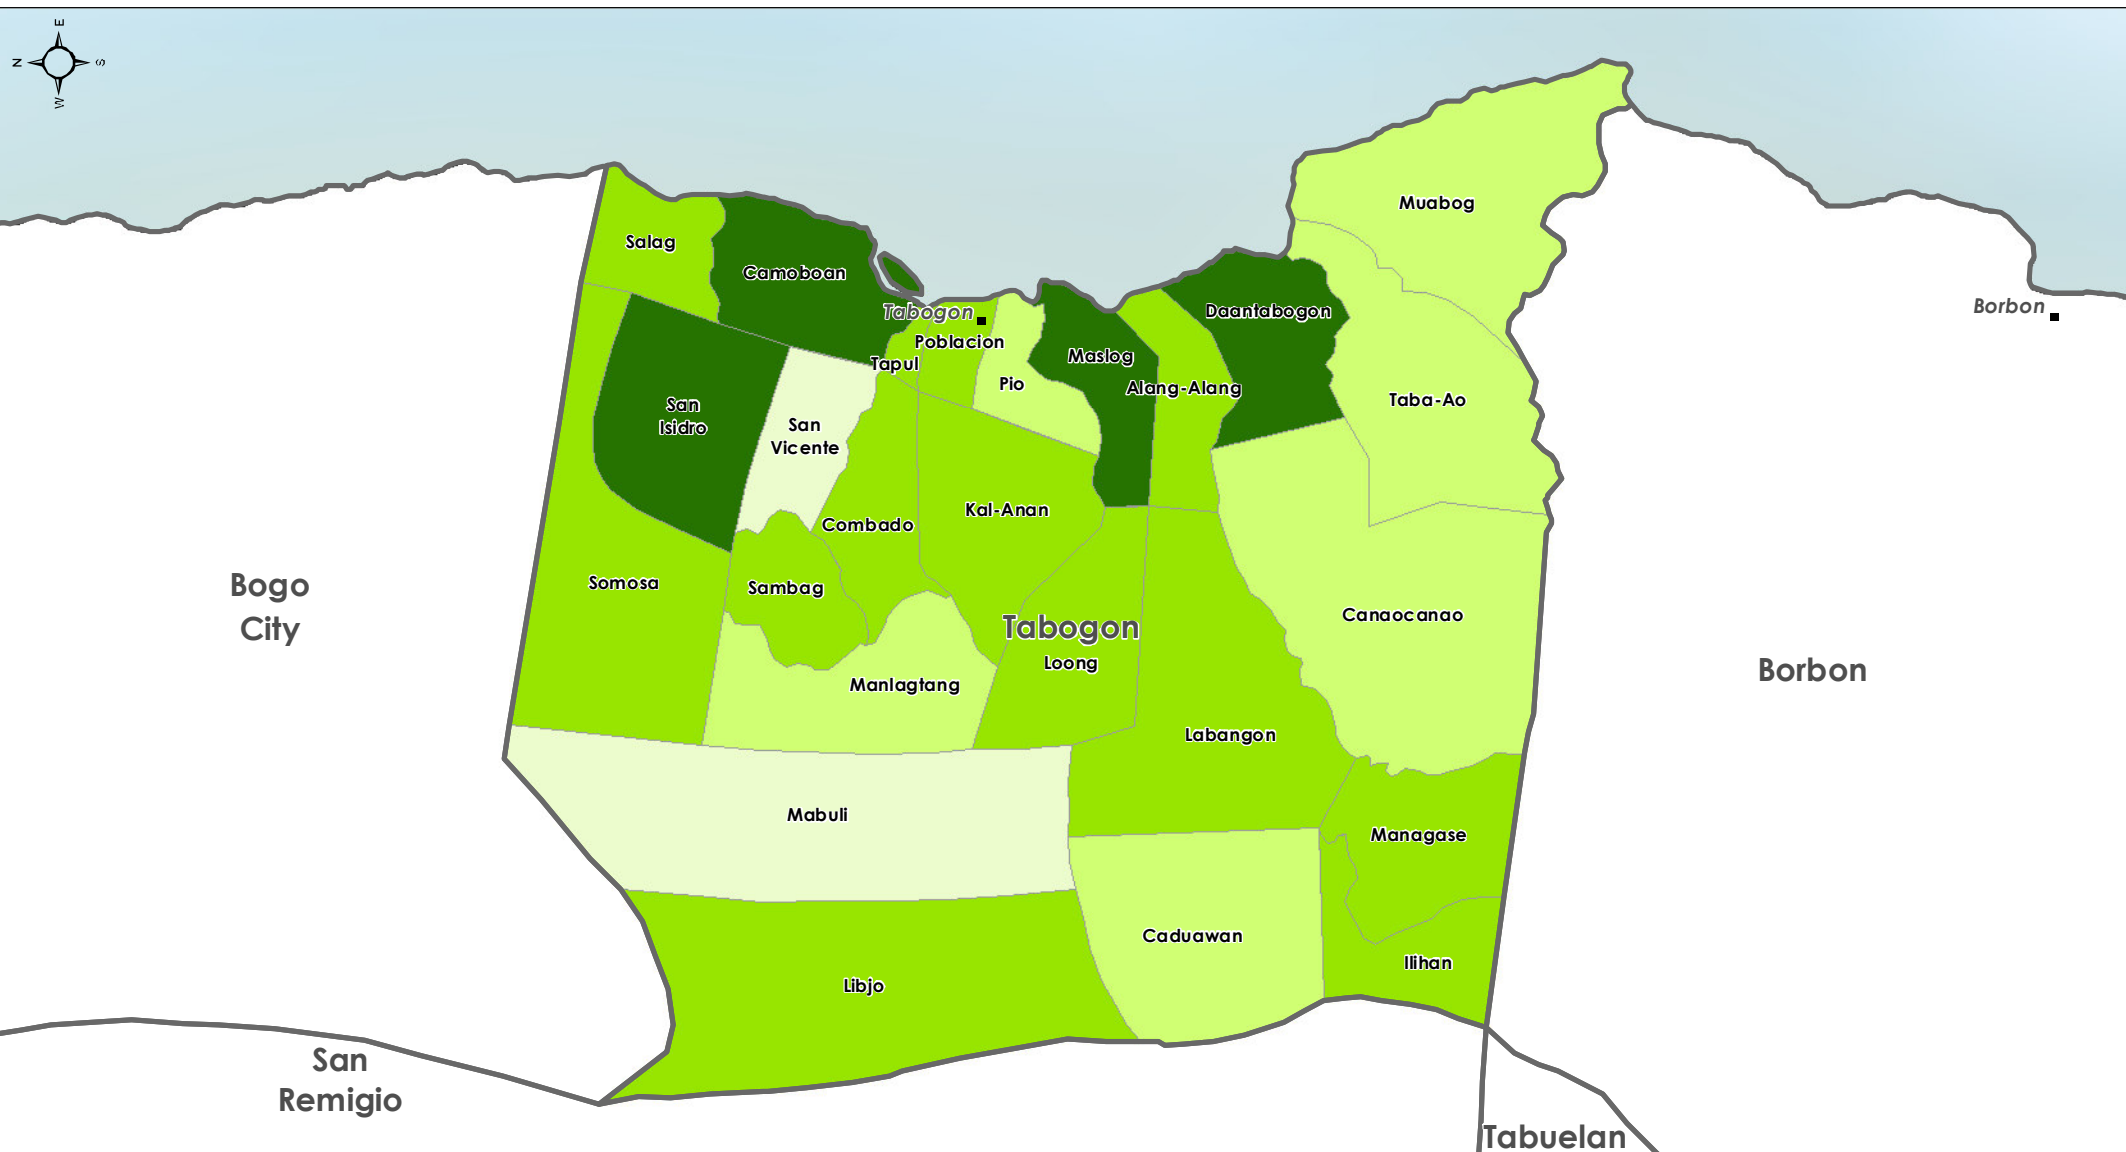 E
N
S
W
Muabog
Salag
Camoboan
Borbon
Daantabogon
Tabogon
Poblacion
Maslog
Tapul
Pio
Alang-Alang
Taba-Ao
San
Isidro
San
Vicente
Kal-Anan
Combado
Somosa
Sambag
Bogo
City
Canaocanao
Tabogon
Loong
Borbon
Manlagtang
Labangon
Mabuli
Managase
Caduawan
Ilihan
Libjo
San
Remigio
Tabuelan